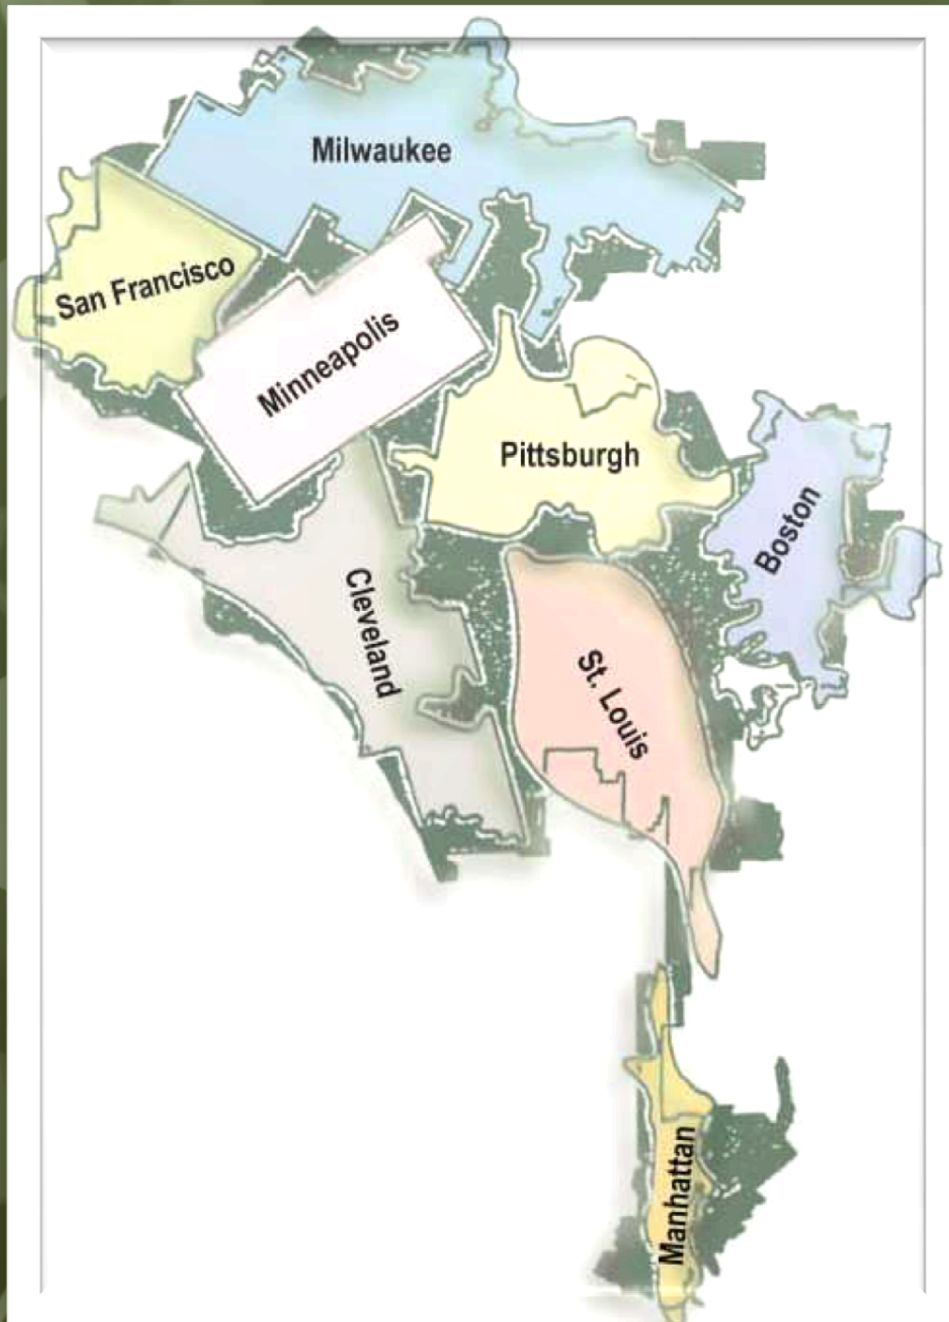 Milwaukee
San Francisco
Minneapolis
Pittsburgh
Boston
Cleveland
St. Louis
Manhattan